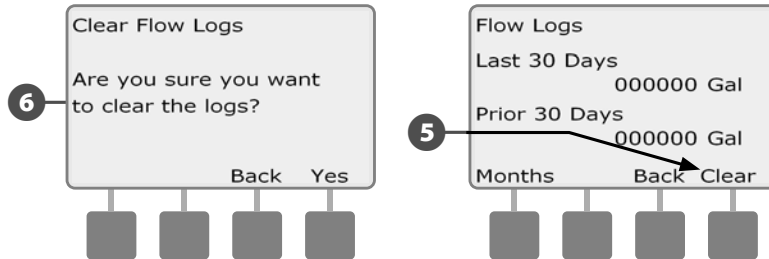 Clear Flow Logs
Are you sure you want
to clear the logs?
Back Yes
6
Flow Logs
Last 30 Days
000000 Gal
Prior 30 Days
000000 Gal
Months Back Clear
5